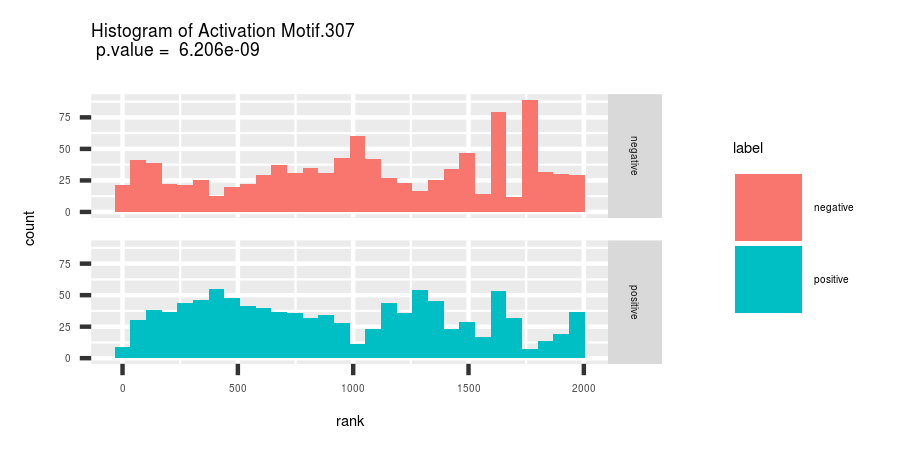 Histogram of Activation Motif.307
p.value = 6.206e-09
count
75
50
25
0
negative
75
50
25
0
positive
0 500 1000 1500 2000
rank
label
negative
positive